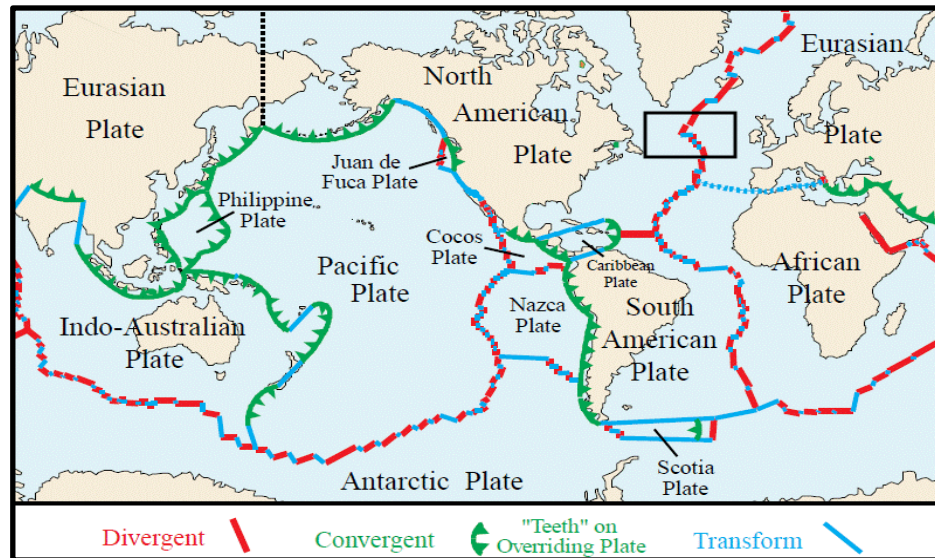 Eurasian
Plate
North
American
Plate
Eurasian
Plate
Juan de
Fuca Plate
Philippine
Plate
Pacific
Plate
Cocos
Plate
Caribbean
Plate
African
Plate
Nazca
Plate
South
American
Plate
Indo-Australian
Plate
Scotia
Plate
Antarctic Plate
Divergent
Convergent
"Teeth" on
Overriding Plate
Transform